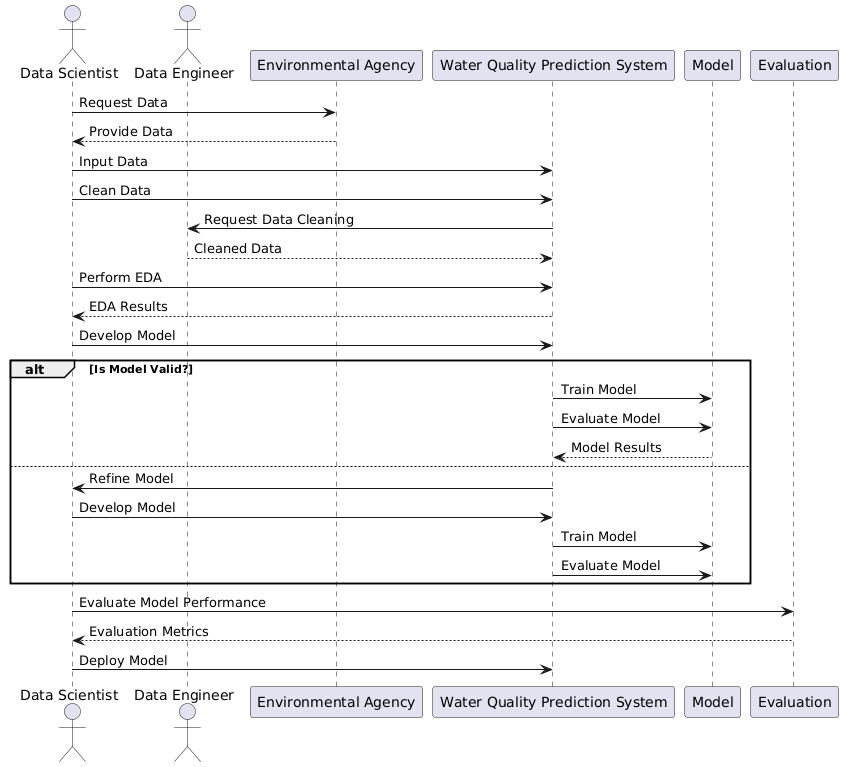 Data Scientist Data Engineer Environmental Agency Water Quality Prediction System Model Evaluation
Request Data
Provide Data
Input Data
Clean Data
Request Data Cleaning
Cleaned Data
Perform EDA
EDA Results
Develop Model
alt [Is Model Valid?]
Train Model
Evaluate Model
Model Results
Refine Model
Develop Model
Train Model
Evaluate Model
Evaluate Model Performance
Evaluation Metrics
Deploy Model
Data Scientist Data Engineer Environmental Agency Water Quality Prediction System Model Evaluation